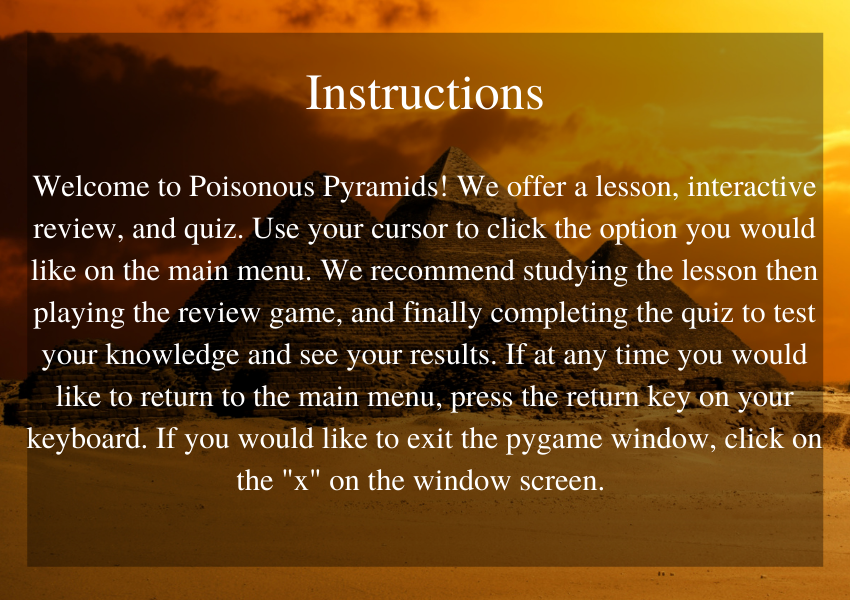 Instructions
Welcome to Poisonous Pyramids! We offer a lesson, interactive
review, and quiz. Use your cursor to click the option you would
like on the main menu. We recommend studying the lesson then
playing the review game, and finally completing the quiz to test
your knowledge and see your results. If at any time you would
like to return to the main menu, press the return key on your
keyboard. If you would like to exit the pygame window, click on
the "x" on the window screen.